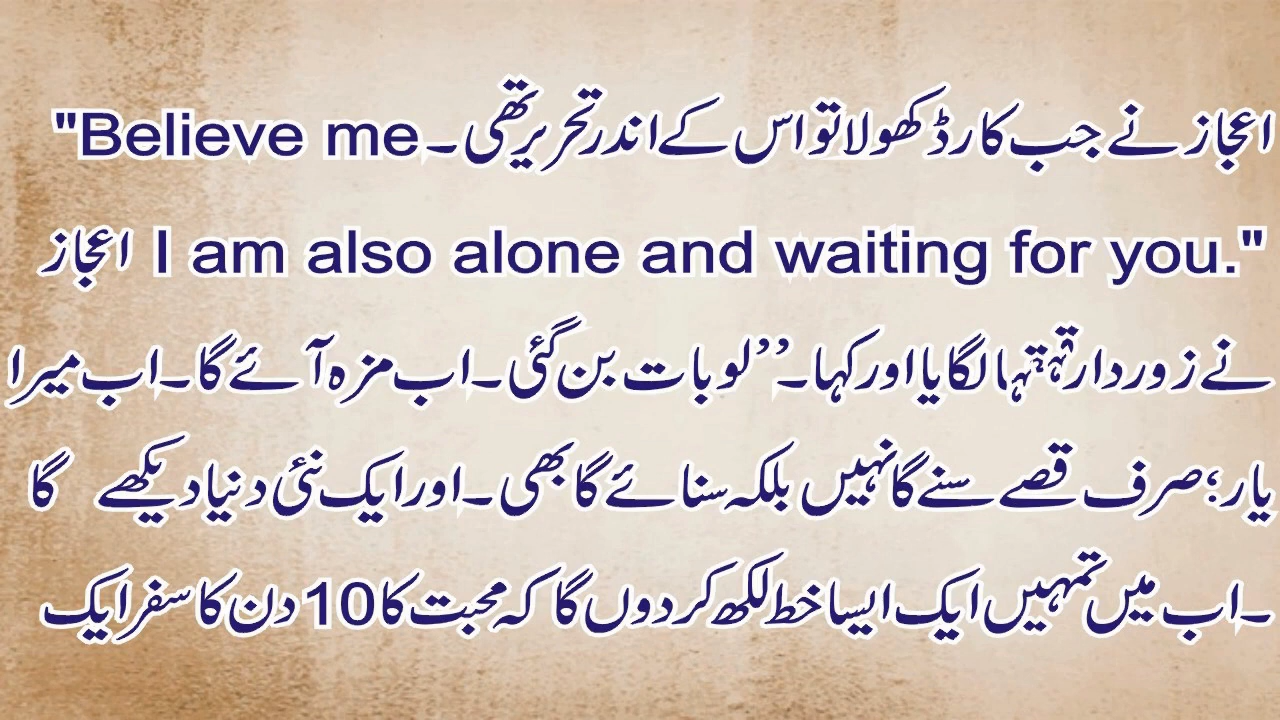 اعجاز نے جب کارڈ کھولا تو اس کے اندر تحریر تھی۔ "Believe me
I am also alone and waiting for you." اعجاز
نے زور دار قہقہا لگایا اور کہا۔ ’’لو بات بن گئی۔ اب مزہ آئے گا۔ اب میرا
یار؛ صرف قصے سنے گا نہیں بلکہ سنائے گا بھی۔ اور ایک نئی دنیا دیکھے گا
۔ اب میں تمہیں ایک ایسا خط لکھ کر دوں گا کہ محبت کا 10 دن کا سفر ایک